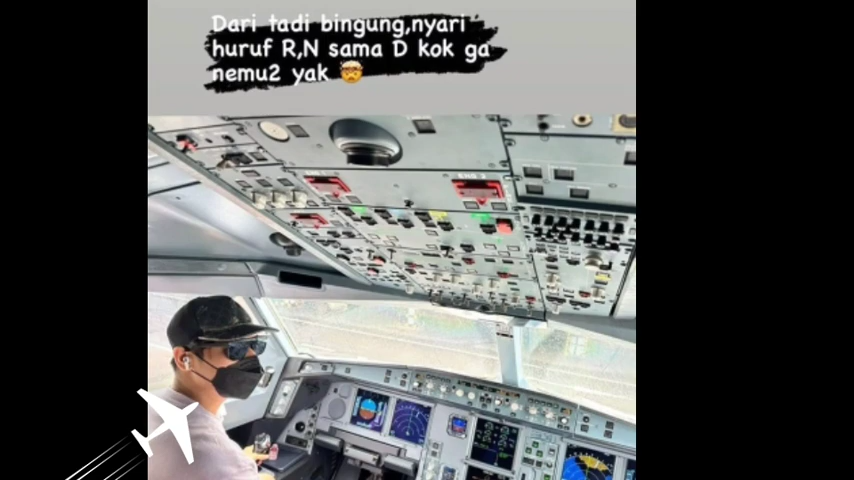 Dari tadi bingung,nyari
huruf R,N sama D kok ga
nemu2 yak 🤯